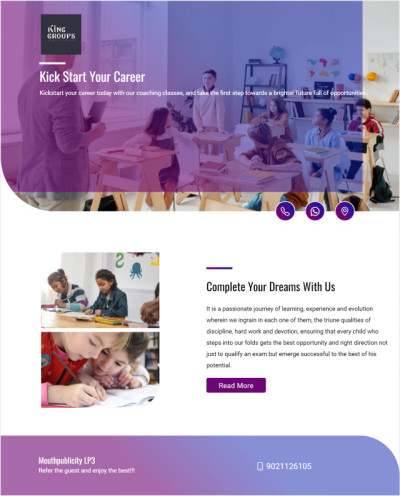 KING
GROUPS
Kick Start Your Career
Kickstart your career today with our coaching classes, and take the first step towards a brighter future full of opportunities.
Complete Your Dreams With Us
It is a passionate journey of learning, experience and evolution
wherein we ingrain in each one of them, the triune qualities of
discipline, hard work and devotion, ensuring that every child who
steps into our folds gets the best opportunity and right direction not
just to qualify an exam but emerge successful to the best of his
potential.
Read More
Mouthpublicity LP3
Refer the guest and enjoy the best!!!
9021126105